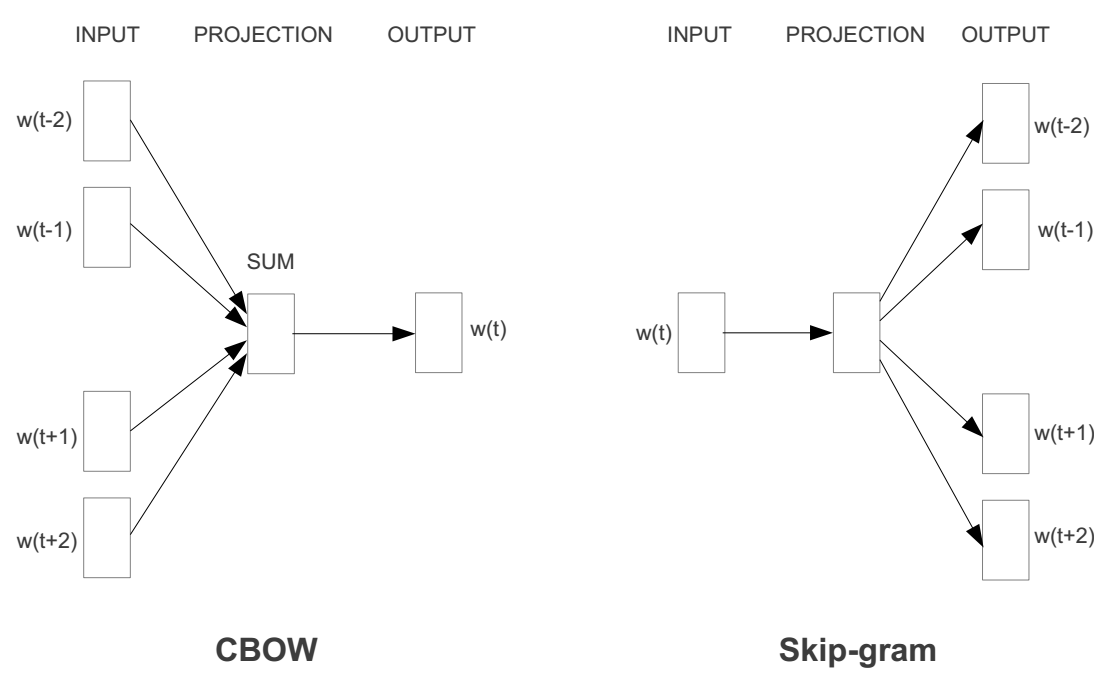 INPUT PROJECTION OUTPUT
w(t-2)
w(t-1)
SUM
w(t)
w(t+1)
w(t+2)
CBOW
INPUT PROJECTION OUTPUT
w(t-2)
w(t-1)
w(t)
w(t+1)
w(t+2)
Skip-gram